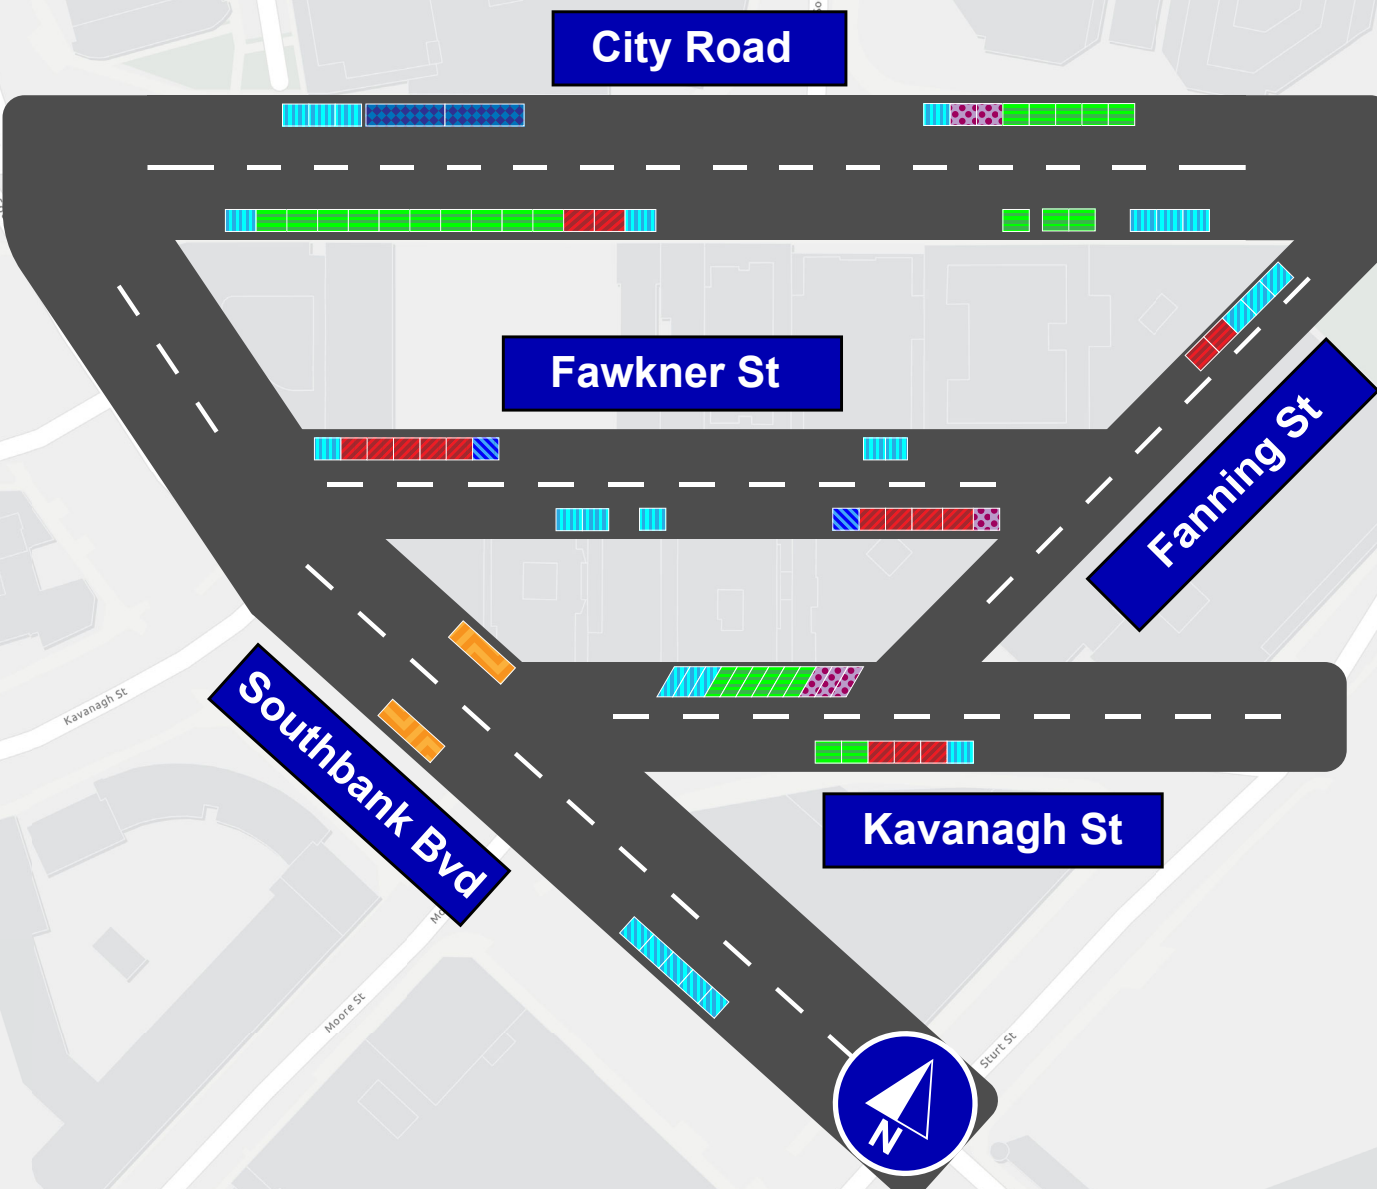 City Road
Fawkner St
Fanning St
Kavanagh St
Southbank Bvd
Kavanagh St
Moore St
Sturt St
N